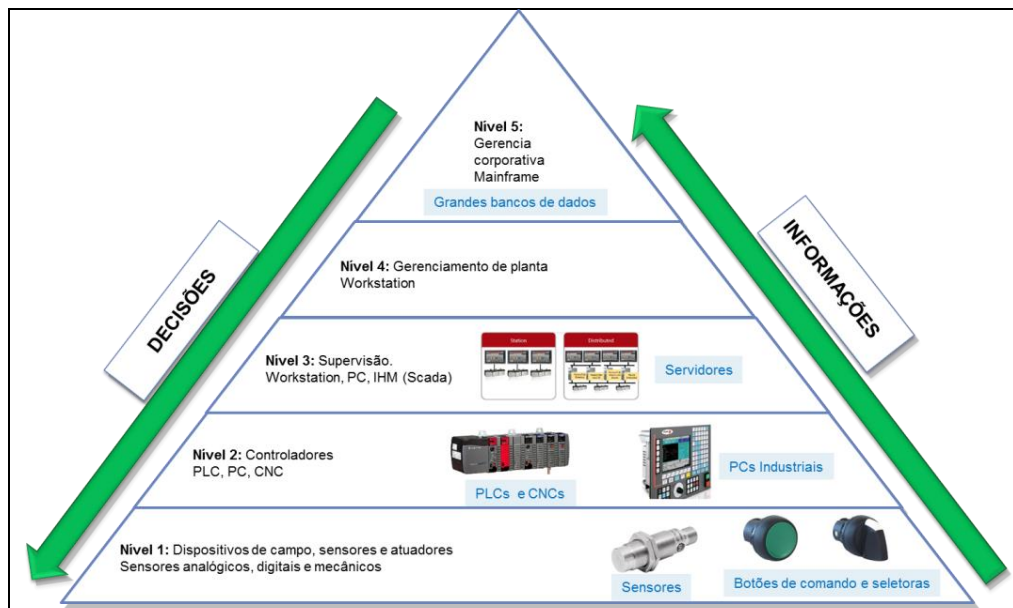 Nível 5:
Gerencia
corporativa
Mainframe
Grandes bancos de dados
DECISÕES
INFORMAÇÕES
Nível 4: Gerenciamento de planta
Workstation
Nível 3: Supervisão.
Workstation, PC, IHM (Scada)
Station
Distributed
Servidores
Nível 2: Controladores
PLC, PC, CNC
PLCs e CNCs
PCs Industriais
Nível 1: Dispositivos de campo, sensores e atuadores
Sensores analógicos, digitais e mecânicos
Sensores
Botões de comando e seletoras